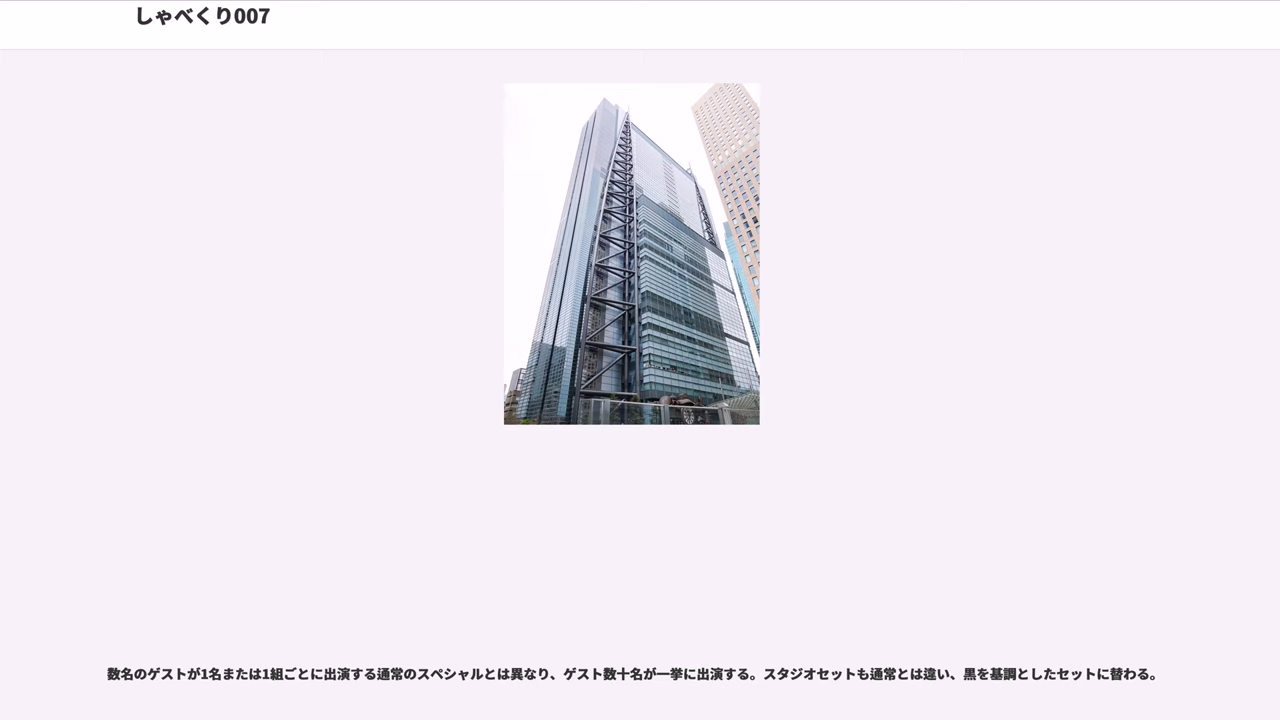 しゃべくり007
数名のゲストが1名または1組ごとに出演する通常のスペシャルとは異なり、ゲスト数十名が一挙に出演する。スタジオセットも通常とは違い、黒を基調としたセットに替わる。